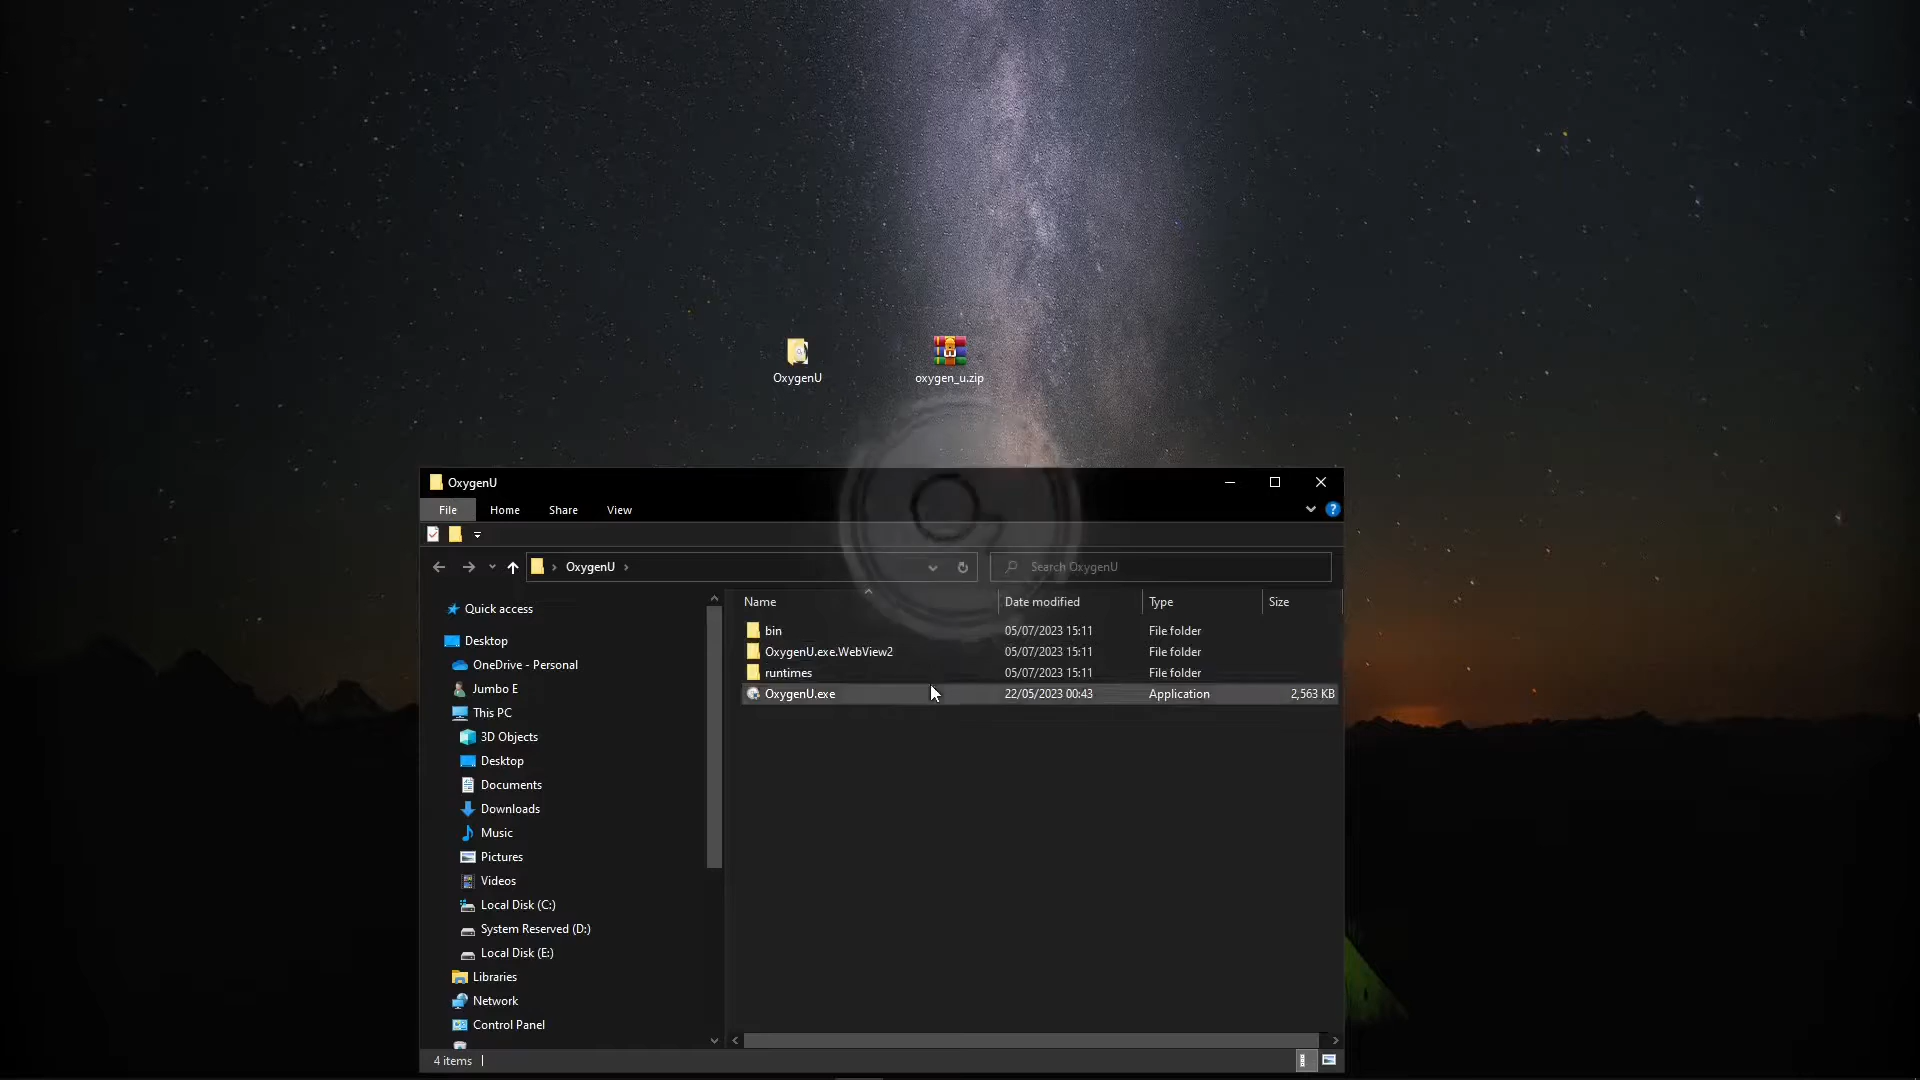 OxygenU
oxygen_u.zip
OxygenU
File
Home
Share
View
?
OxygenU
Search OxygenU
Name
Date modified
Type
Size
bin
05/07/2023 15:11
File folder
OxygenU.exe.WebView2
05/07/2023 15:11
File folder
runtimes
05/07/2023 15:11
File folder
OxygenU.exe
22/05/2023 00:43
Application
2,563 KB
Quick access
Desktop
OneDrive - Personal
Jumbo E
This PC
3D Objects
Desktop
Documents
Downloads
Music
Pictures
Videos
Local Disk (C:)
System Reserved (D:)
Local Disk (E:)
Libraries
Network
Control Panel
4 items